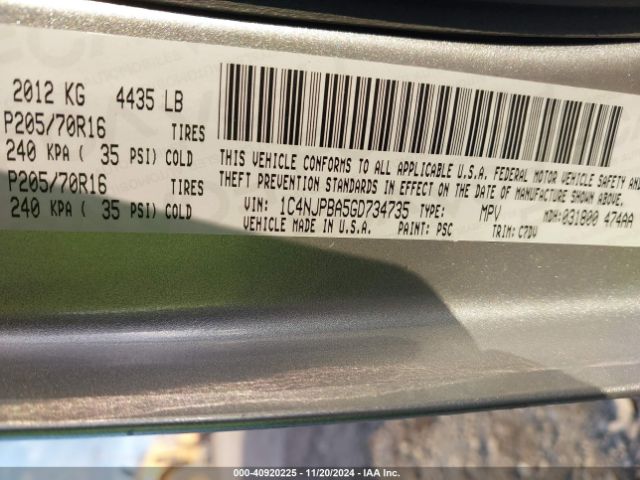 2012 KG 4435 LB
P205/70R16 TIRES
240 KPA ( 35 PSI) COLD
P205/70R16 TIRES
240 KPA ( 35 PSI) COLD
THIS VEHICLE CONFORMS TO ALL APPLICABLE U.S.A. FEDERAL MOTOR VEHICLE SAFETY AND
THEFT PREVENTION STANDARDS IN EFFECT ON THE DATE OF MANUFACTURE SHOWN ABOVE.
VIN: 1C4NJPBA5GD734735 TYPE: MPV MDH:031800 474AA
VEHICLE MADE IN U.S.A. PAINT: PSC TRIM: C7DV
000-40920225 - 11/20/2024 - IAA Inc.